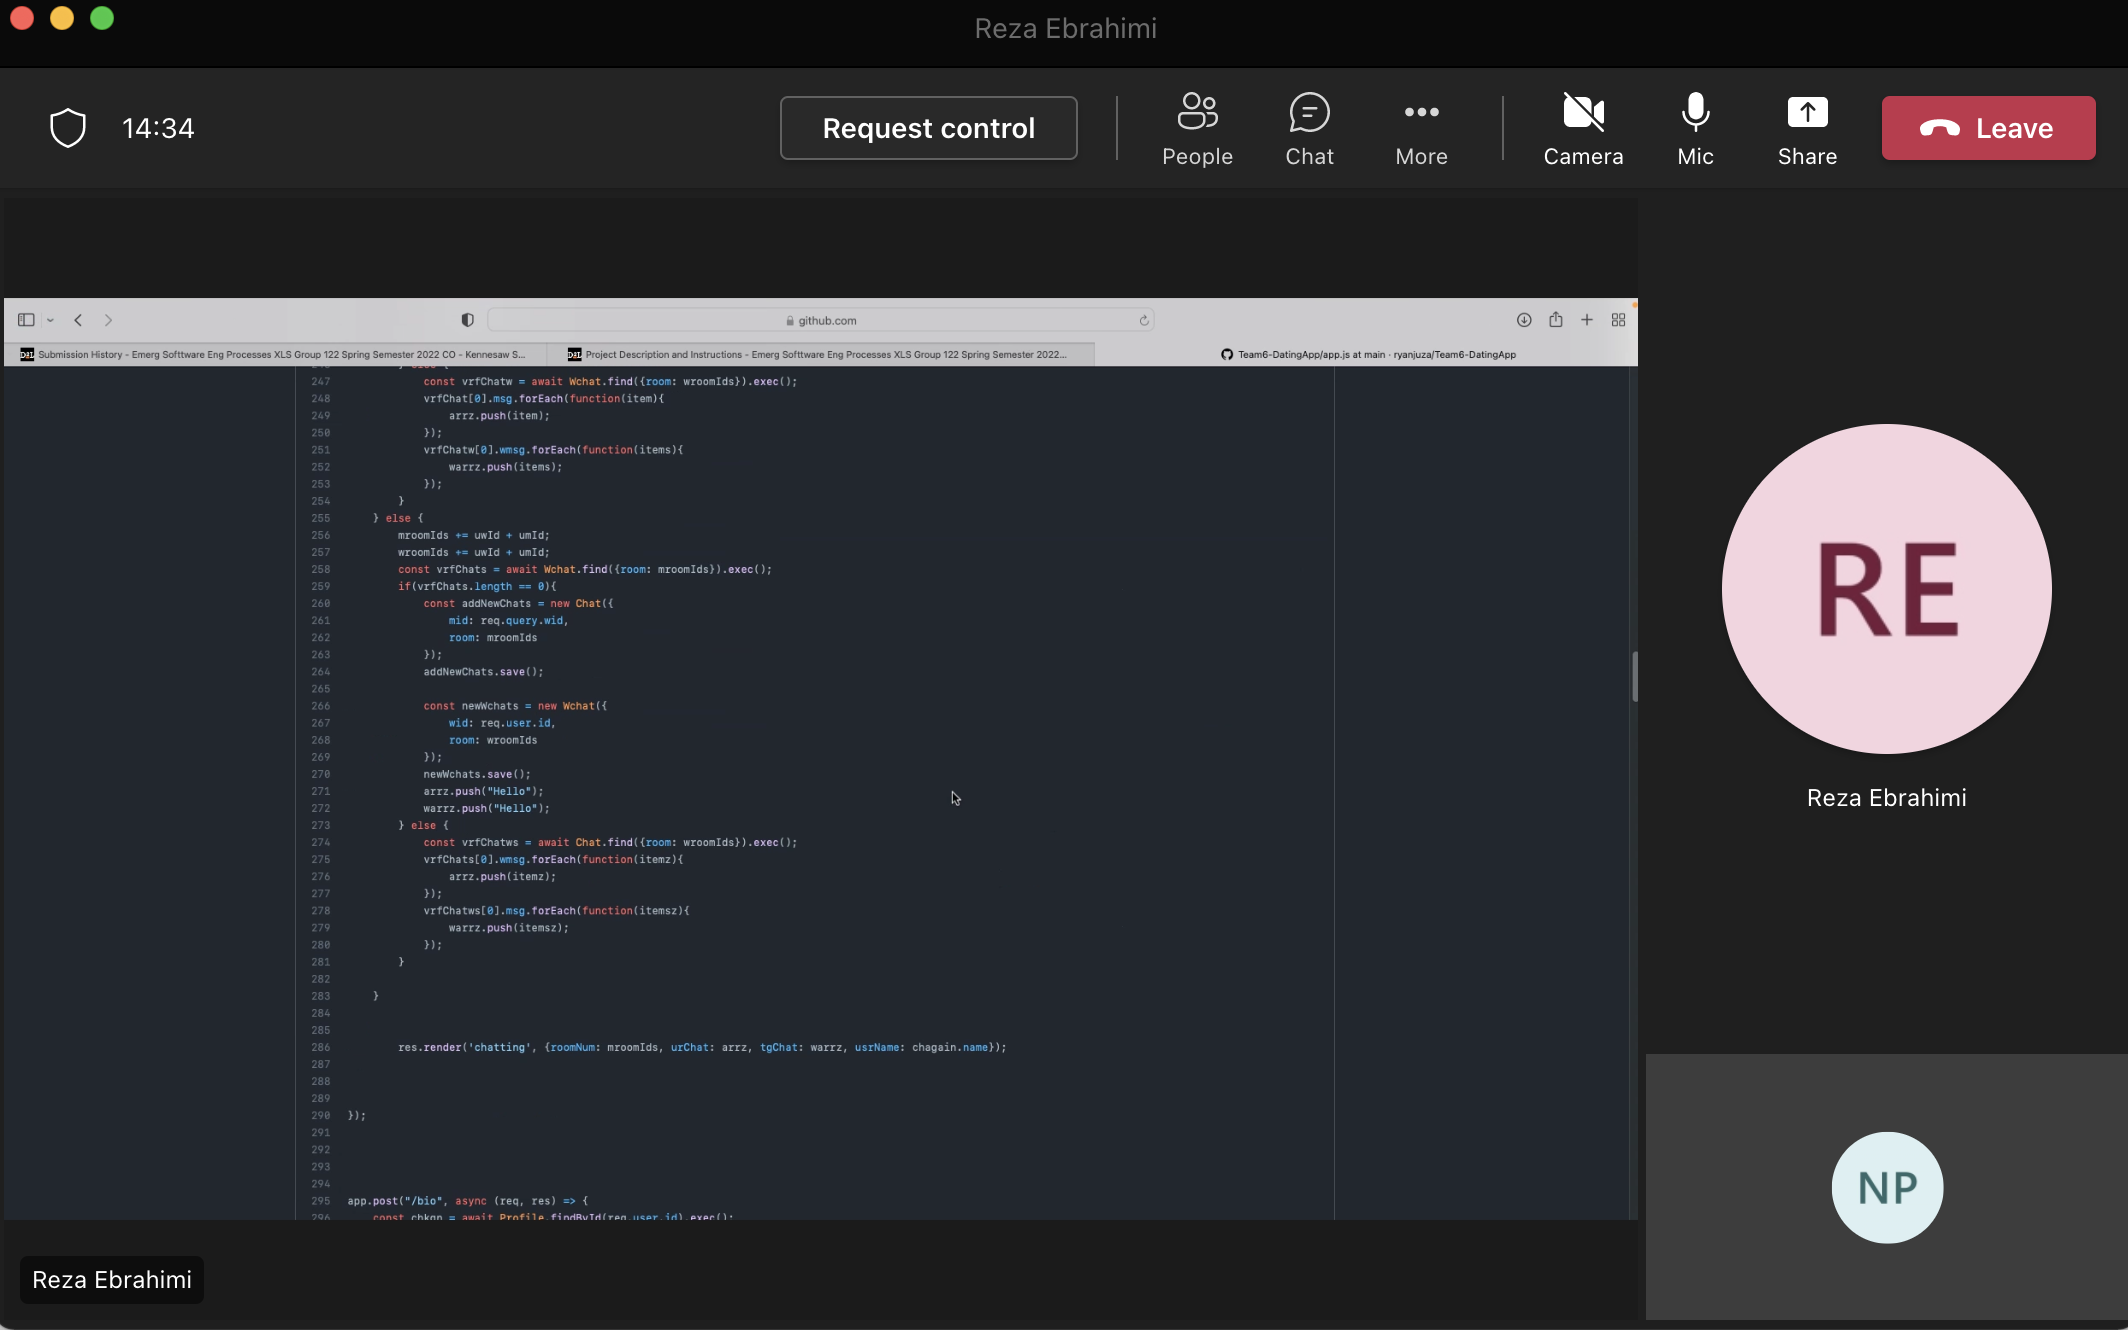 Reza Ebrahimi
14:34
Request control
People
Chat
More
Camera
Mic
Share
Leave
github.com
Submission History - Emerg Softtware Eng Processes XLS Group 122 Spring Semester 2022 CO - Kennesaw S...
Project Description and Instructions - Emerg Softtware Eng Processes XLS Group 122 Spring Semester 2022...
Team6-DatingApp/app.js at main · ryanjuza/Team6-DatingApp
246 } else {
247 const vrfChatw = await Wchat.find({room: wroomIds}).exec();
248 vrfChat[0].msg.forEach(function(item){
249 arrz.push(item);
250 });
251 vrfChatw[0].wmsg.forEach(function(items){
252 warrz.push(items);
253 });
254 }
255 } else {
256 mroomIds += uwId + umId;
257 wroomIds += uwId + umId;
258 const vrfChats = await Wchat.find({room: mroomIds}).exec();
259 if(vrfChats.length == 0){
260 const addNewChats = new Chat({
261 mid: req.query.wid,
262 room: mroomIds
263 });
264 addNewChats.save();
265
266 const newWchats = new Wchat({
267 wid: req.user.id,
268 room: wroomIds
269 });
270 newWchats.save();
271 arrz.push("Hello");
272 warrz.push("Hello");
273 } else {
274 const vrfChatws = await Chat.find({room: wroomIds}).exec();
275 vrfChats[0].wmsg.forEach(function(itemz){
276 arrz.push(itemz);
277 });
278 vrfChatws[0].msg.forEach(function(itemsz){
279 warrz.push(itemsz);
280 });
281 }
282
283 }
284
285
286 res.render('chatting', {roomNum: mroomIds, urChat: arrz, tgChat: warrz, usrName: chagain.name});
287
288
289
290 });
291
292
293
294
295 app.post("/bio", async (req, res) => {
296 const chkgn = await Profile.findById(req.user.id).exec();
Reza Ebrahimi
RE
Reza Ebrahimi
NP